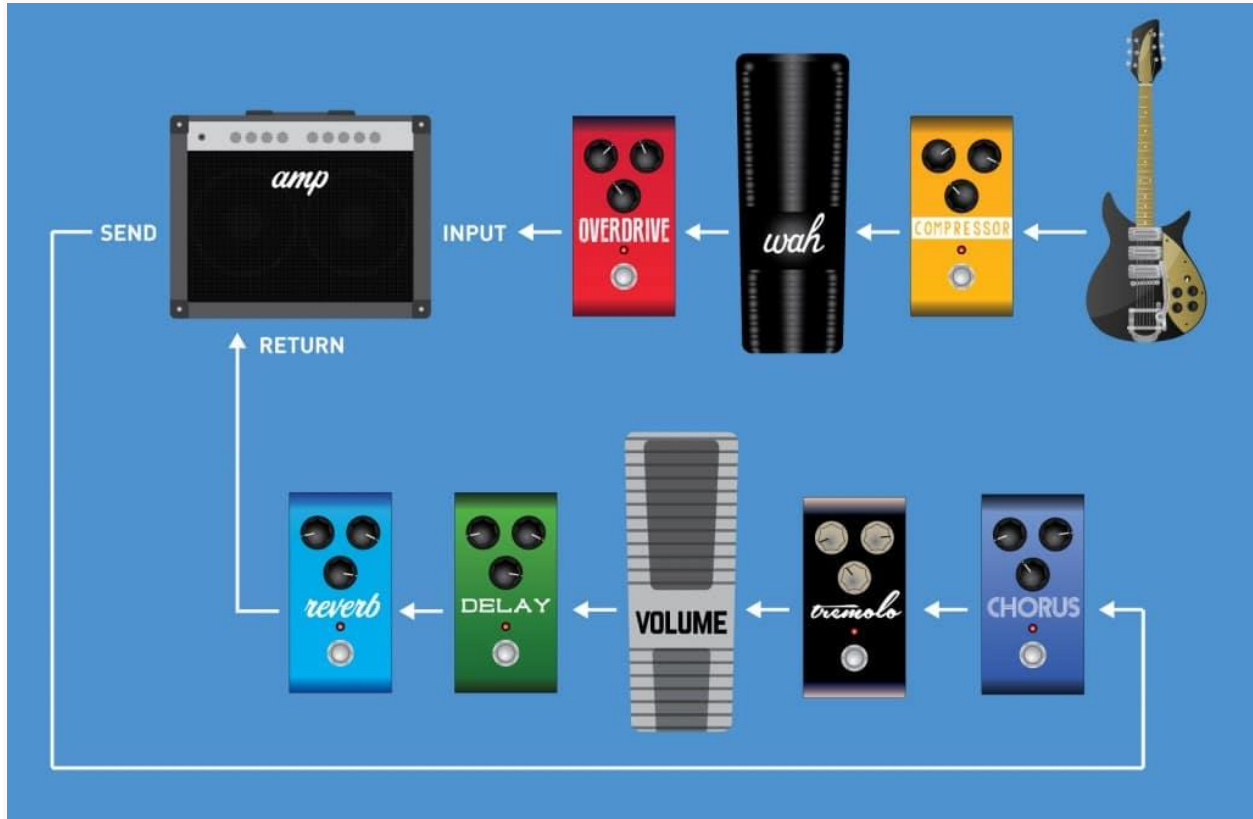 amp
SEND
INPUT
OVERDRIVE
wah
COMPRESSOR
RETURN
reverb
DELAY
VOLUME
tremolo
CHORUS